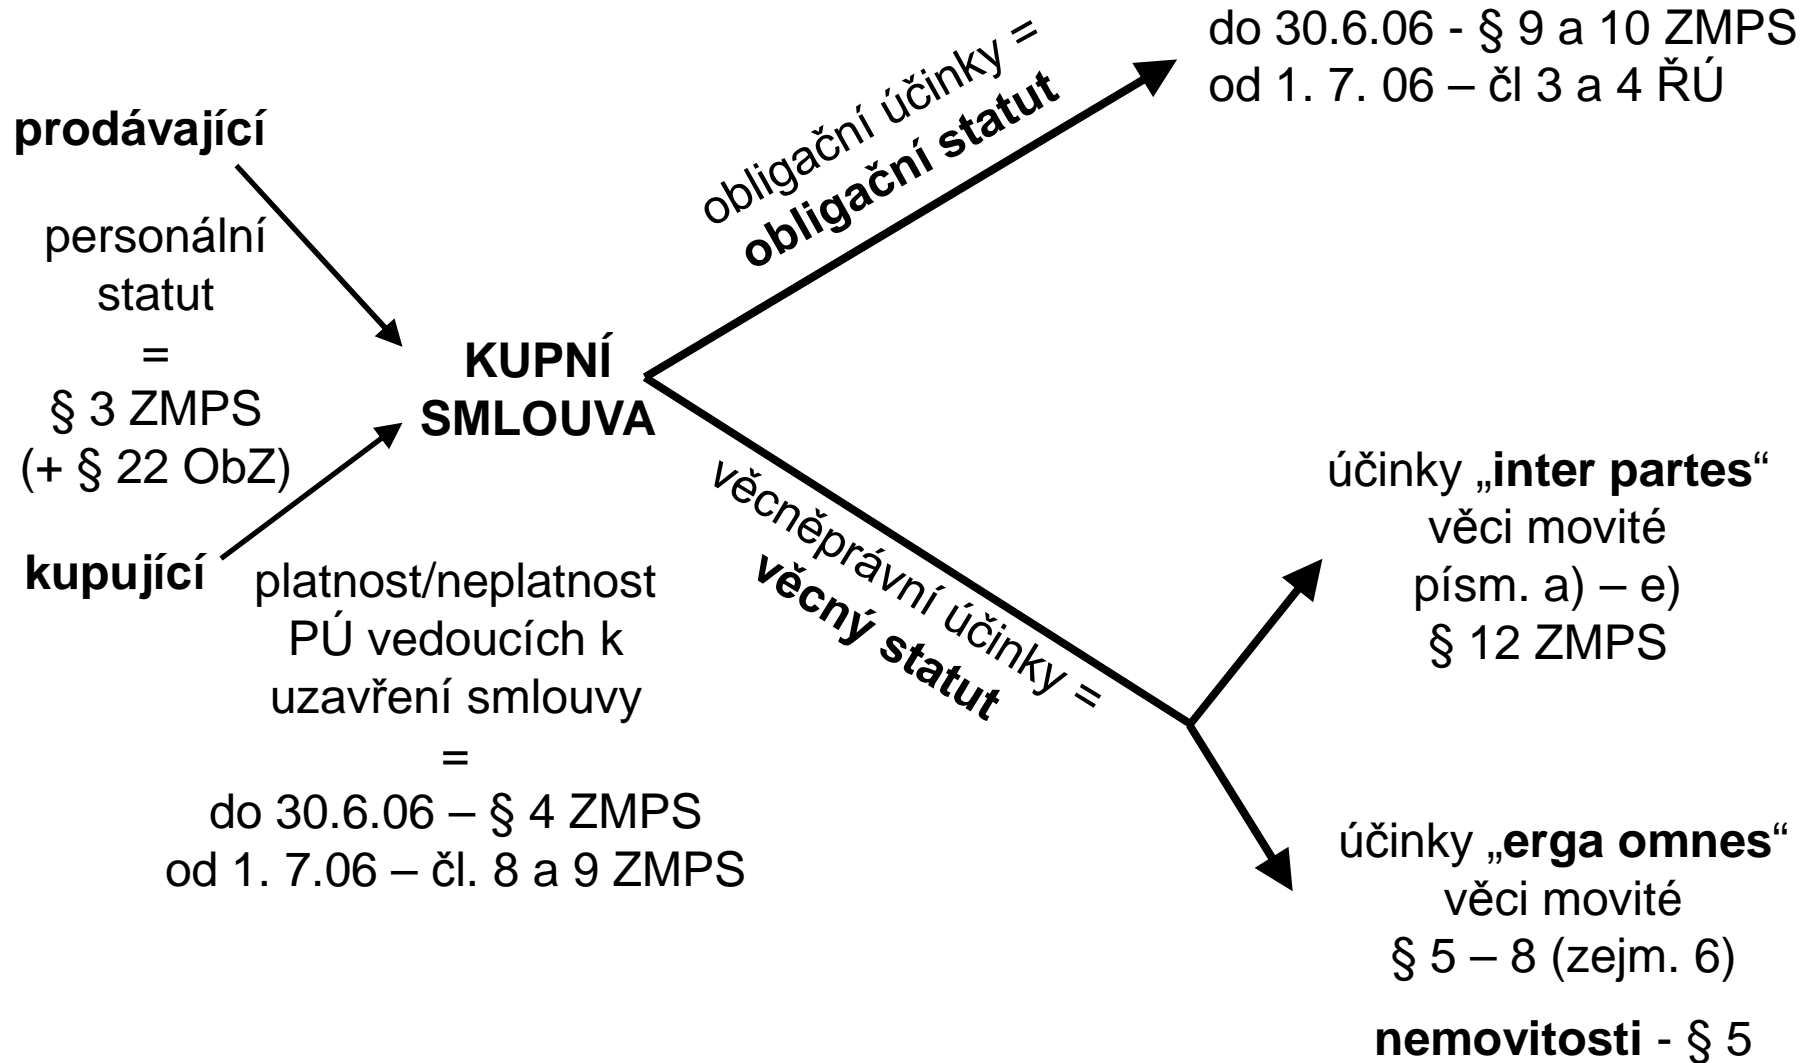 prodávající
personální
statut
=
§ 3 ZMPS
(+ § 22 ObZ)
kupující
KUPNÍ
SMLOUVA
platnost/neplatnost
PÚ vedoucích k
uzavření smlouvy
=
do 30.6.06 – § 4 ZMPS
od 1. 7.06 – čl. 8 a 9 ZMPS
obligační účinky =
obligační statut
do 30.6.06 - § 9 a 10 ZMPS
od 1. 7. 06 – čl 3 a 4 ŘÚ
věcněprávní účinky =
věcný statut
účinky „inter partes“
věci movité
písm. a) – e)
§ 12 ZMPS
účinky „erga omnes“
věci movité
§ 5 – 8 (zejm. 6)
nemovitosti - § 5